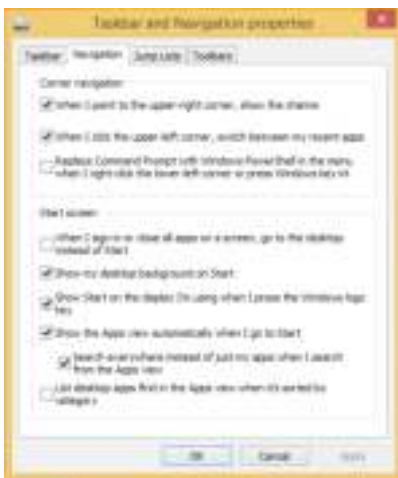 Taskbar and Navigation properties
Taskbar Navigation Jump Lists Toolbars
Corner navigation
When I point to the upper-right corner, show the charms
When I click the upper-left corner, switch between my recent apps
Replace Command Prompt with Windows PowerShell in the menu
when I right-click the lower-left corner or press Windows key+X
Start screen
When I sign in or close all apps on a screen, go to the desktop
instead of Start
Show my desktop background on Start
Show Start on the display I'm using when I press the Windows logo
key
Show the Apps view automatically when I go to Start
Search everywhere instead of just my apps when I search
from the Apps view
List desktop apps first in the Apps view when it's sorted by
category
OK Cancel Apply